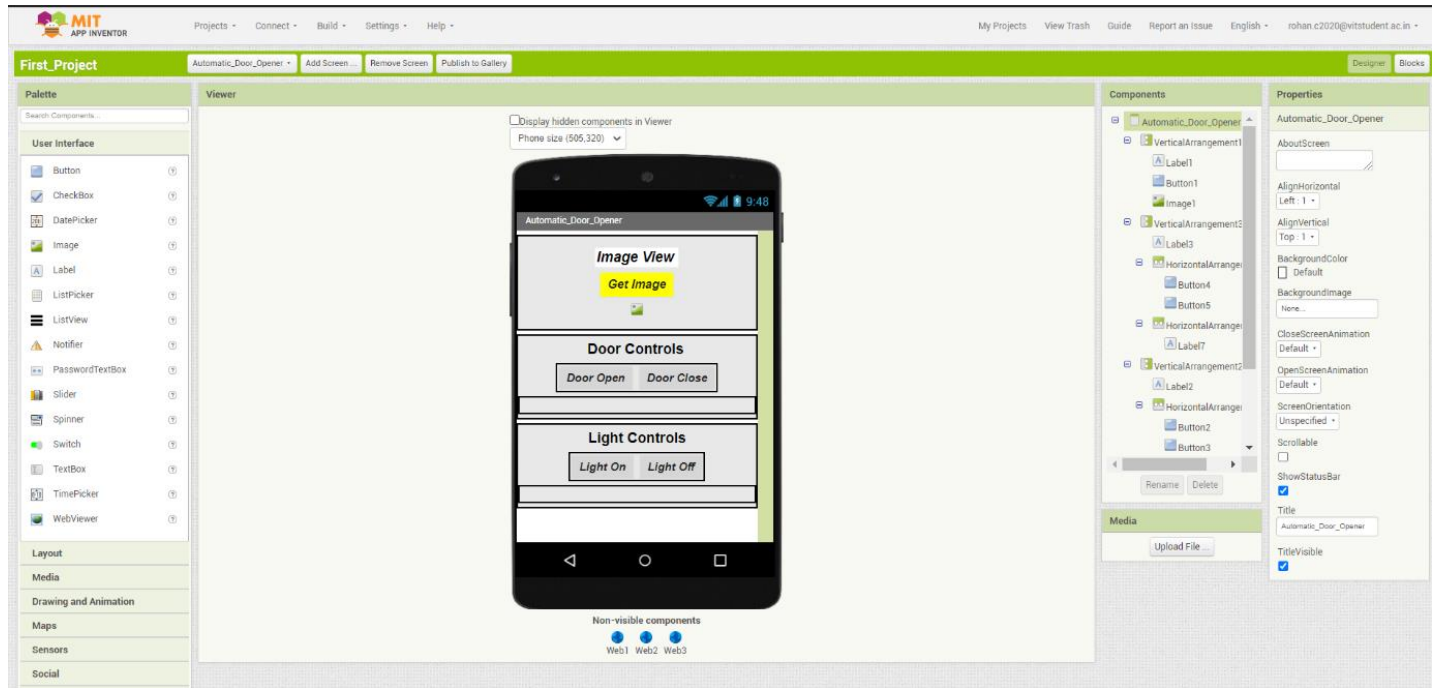 MIT
APP INVENTOR
Projects Connect Build Settings Help
My Projects View Trash Guide Report an Issue English rohan.c2020@vitstudent.ac.in
First_Project
Automatic_Door_Opener Add Screen ... Remove Screen Publish to Gallery
Designer Blocks
Palette
Search Components...
User Interface
Button
CheckBox
DatePicker
Image
Label
ListPicker
ListView
Notifier
PasswordTextBox
Slider
Spinner
Switch
TextBox
TimePicker
WebViewer
Layout
Media
Drawing and Animation
Maps
Sensors
Social
Viewer
Display hidden components in Viewer
Phone size (505,320)
9:48
Automatic_Door_Opener
Image View
Get Image
Door Controls
Door Open Door Close
Light Controls
Light On Light Off
Non-visible components
Web1 Web2 Web3
Components
Automatic_Door_Opener
VerticalArrangement1
Label1
Button1
Image1
VerticalArrangement3
Label3
HorizontalArranger
Button4
Button5
HorizontalArranger
Label7
VerticalArrangement2
Label2
HorizontalArranger
Button2
Button3
Rename Delete
Media
Upload File ...
Properties
Automatic_Door_Opener
AboutScreen
AlignHorizontal
Left : 1
AlignVertical
Top : 1
BackgroundColor
Default
BackgroundImage
None...
CloseScreenAnimation
Default
OpenScreenAnimation
Default
ScreenOrientation
Unspecified
Scrollable
ShowStatusBar
Title
Automatic_Door_Opener
TitleVisible